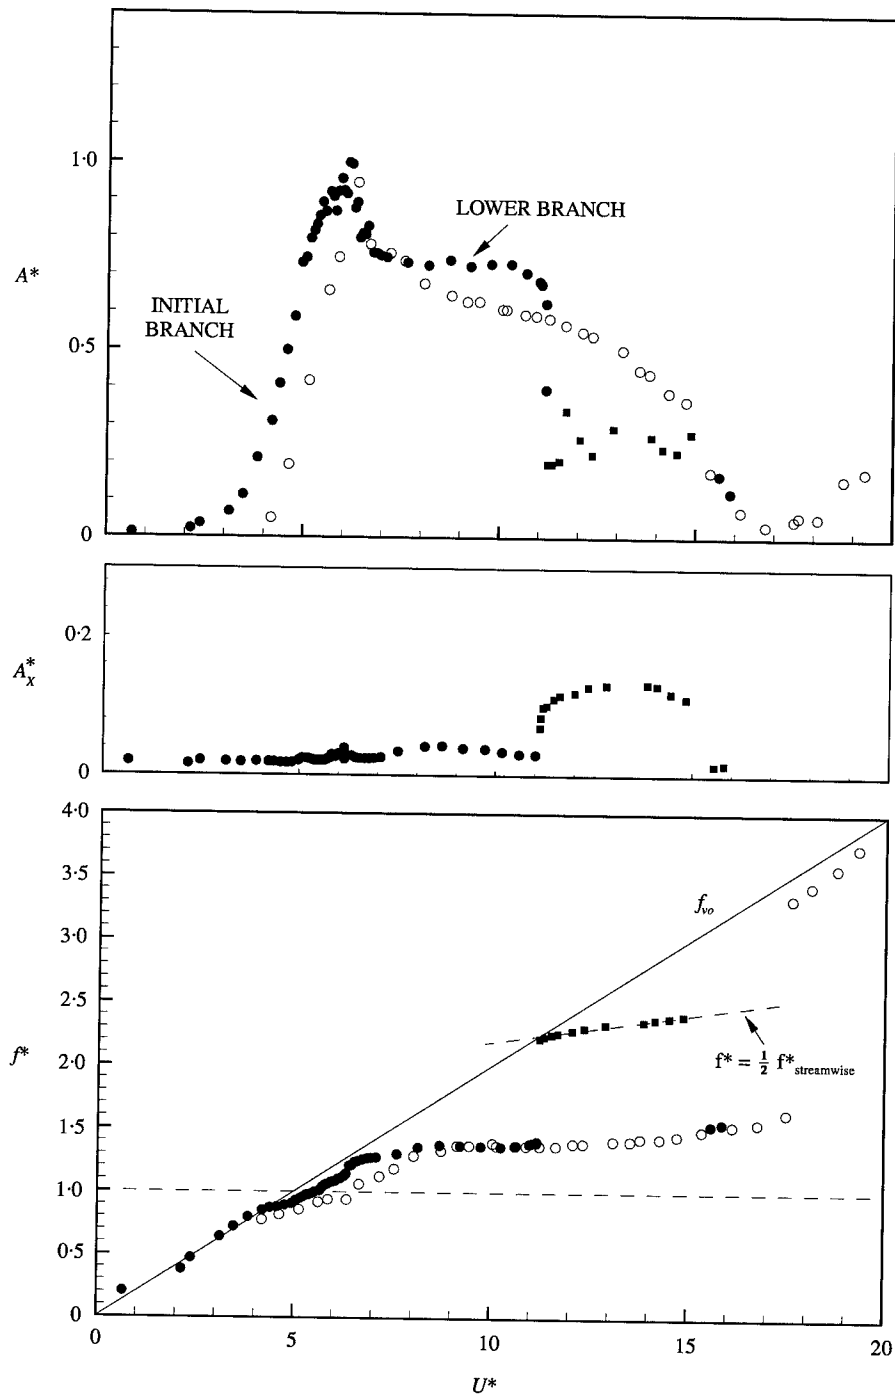 1·0
LOWER BRANCH
A*
INITIAL
BRANCH
0·5
0
0·2
A*X
0
4·0
3·5
fvo
3·0
2·5
f*
2·0
f* = ½ f*streamwise
1·5
1·0
0·5
0
0 5 10 15 20
U*